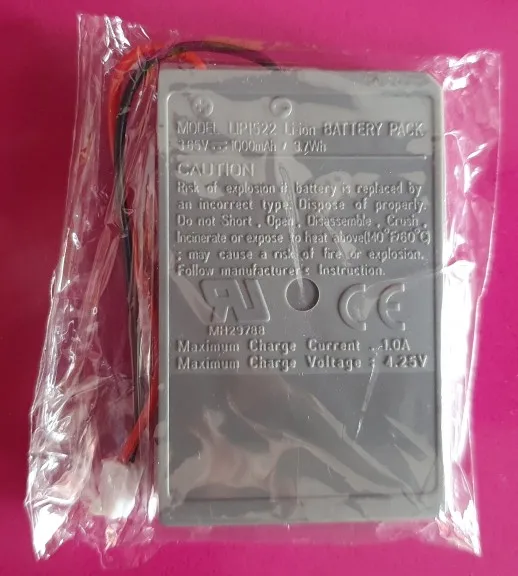 MODEL LIP1522 Li-ion BATTERY PACK
3.65V ⎓ 1000mAh / 3.7Wh
CAUTION
Risk of explosion if battery is replaced by
an incorrect type. Dispose of properly.
Do not Short , Open , Disassemble , Crush ,
Incinerate or expose to heat above(140°F/60°C)
; may cause a risk of fire or explosion.
Follow manufacturer's Instruction.
RU CE
MH29788
Maximum Charge Current : 1.0A
Maximum Charge Voltage : 4.25V